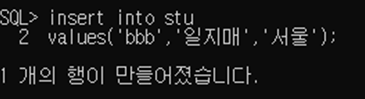 SQL> insert into stu
  2  values('bbb','일지매','서울');
1 개의 행이 만들어졌습니다.